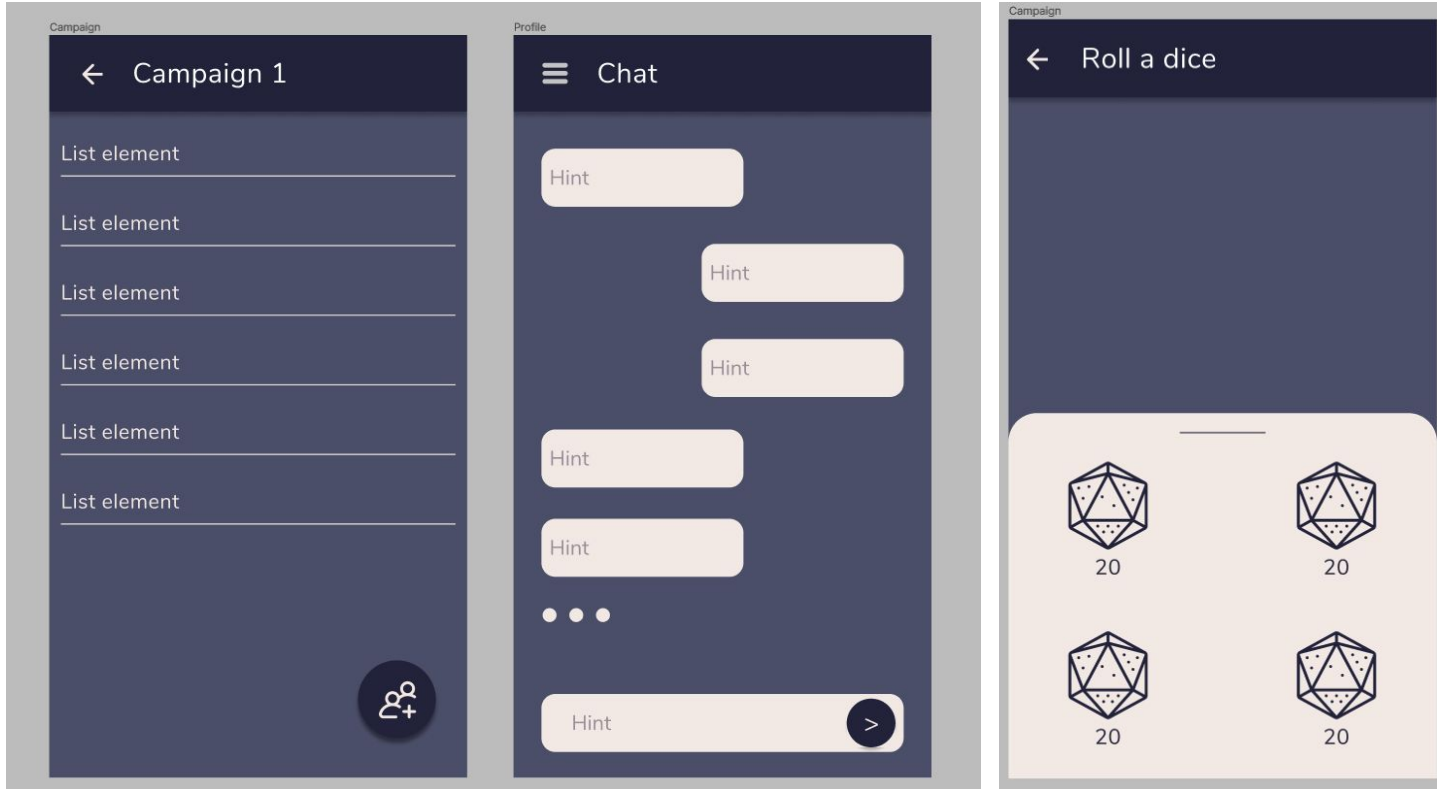 Campaign
Campaign 1
List element
List element
List element
List element
List element
List element
Profile
Chat
Hint
Hint
Hint
Hint
Hint
Hint
>
Campaign
Roll a dice
20
20
20
20